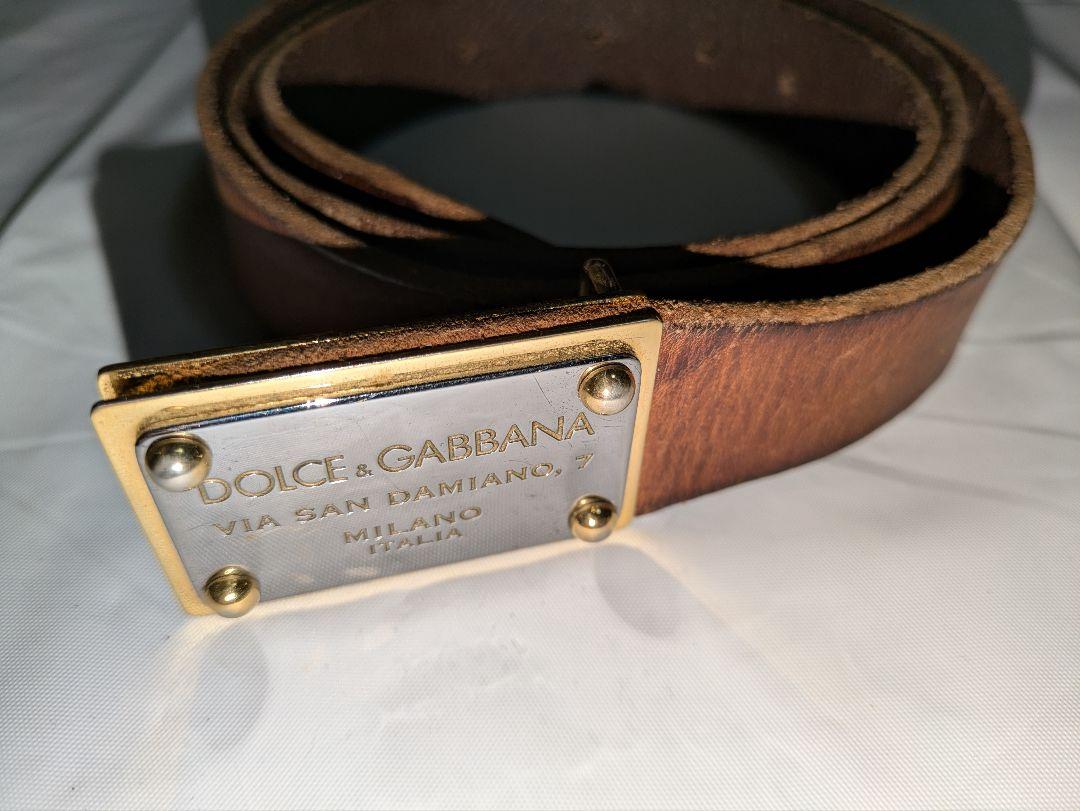 DOLCE & GABBANA
VIA SAN DAMIANO, 7
MILANO
ITALIA